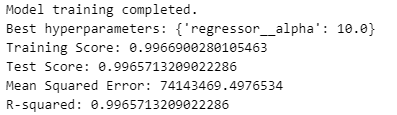 Model training completed.
Best hyperparameters: {'regressor__alpha': 10.0}
Training Score: 0.9966900280105463
Test Score: 0.9965713209022286
Mean Squared Error: 74143469.4976534
R-squared: 0.9965713209022286